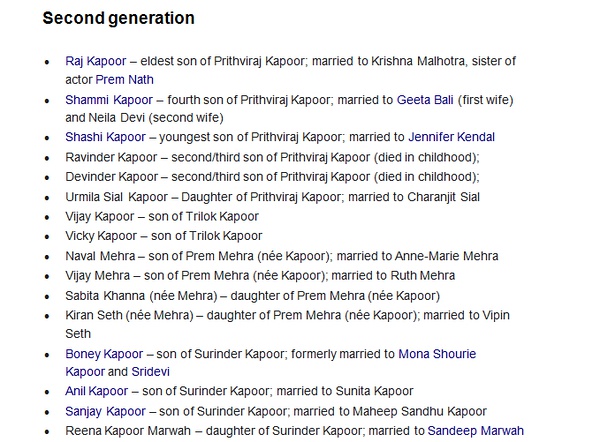 Second generation
Raj Kapoor – eldest son of Prithviraj Kapoor; married to Krishna Malhotra, sister of
actor Prem Nath
Shammi Kapoor – fourth son of Prithviraj Kapoor; married to Geeta Bali (first wife)
and Neila Devi (second wife)
Shashi Kapoor – youngest son of Prithviraj Kapoor; married to Jennifer Kendal
Ravinder Kapoor – second/third son of Prithviraj Kapoor (died in childhood);
Devinder Kapoor – second/third son of Prithviraj Kapoor (died in childhood);
Urmila Sial Kapoor – Daughter of Prithviraj Kapoor; married to Charanjit Sial
Vijay Kapoor – son of Trilok Kapoor
Vicky Kapoor – son of Trilok Kapoor
Naval Mehra – son of Prem Mehra (née Kapoor); married to Anne-Marie Mehra
Vijay Mehra – son of Prem Mehra (née Kapoor); married to Ruth Mehra
Sabita Khanna (née Mehra) – daughter of Prem Mehra (née Kapoor)
Kiran Seth (née Mehra) – daughter of Prem Mehra (née Kapoor); married to Vipin
Seth
Boney Kapoor – son of Surinder Kapoor; formerly married to Mona Shourie
Kapoor and Sridevi
Anil Kapoor – son of Surinder Kapoor; married to Sunita Kapoor
Sanjay Kapoor – son of Surinder Kapoor; married to Maheep Sandhu Kapoor
Reena Kapoor Marwah – daughter of Surinder Kapoor; married to Sandeep Marwah